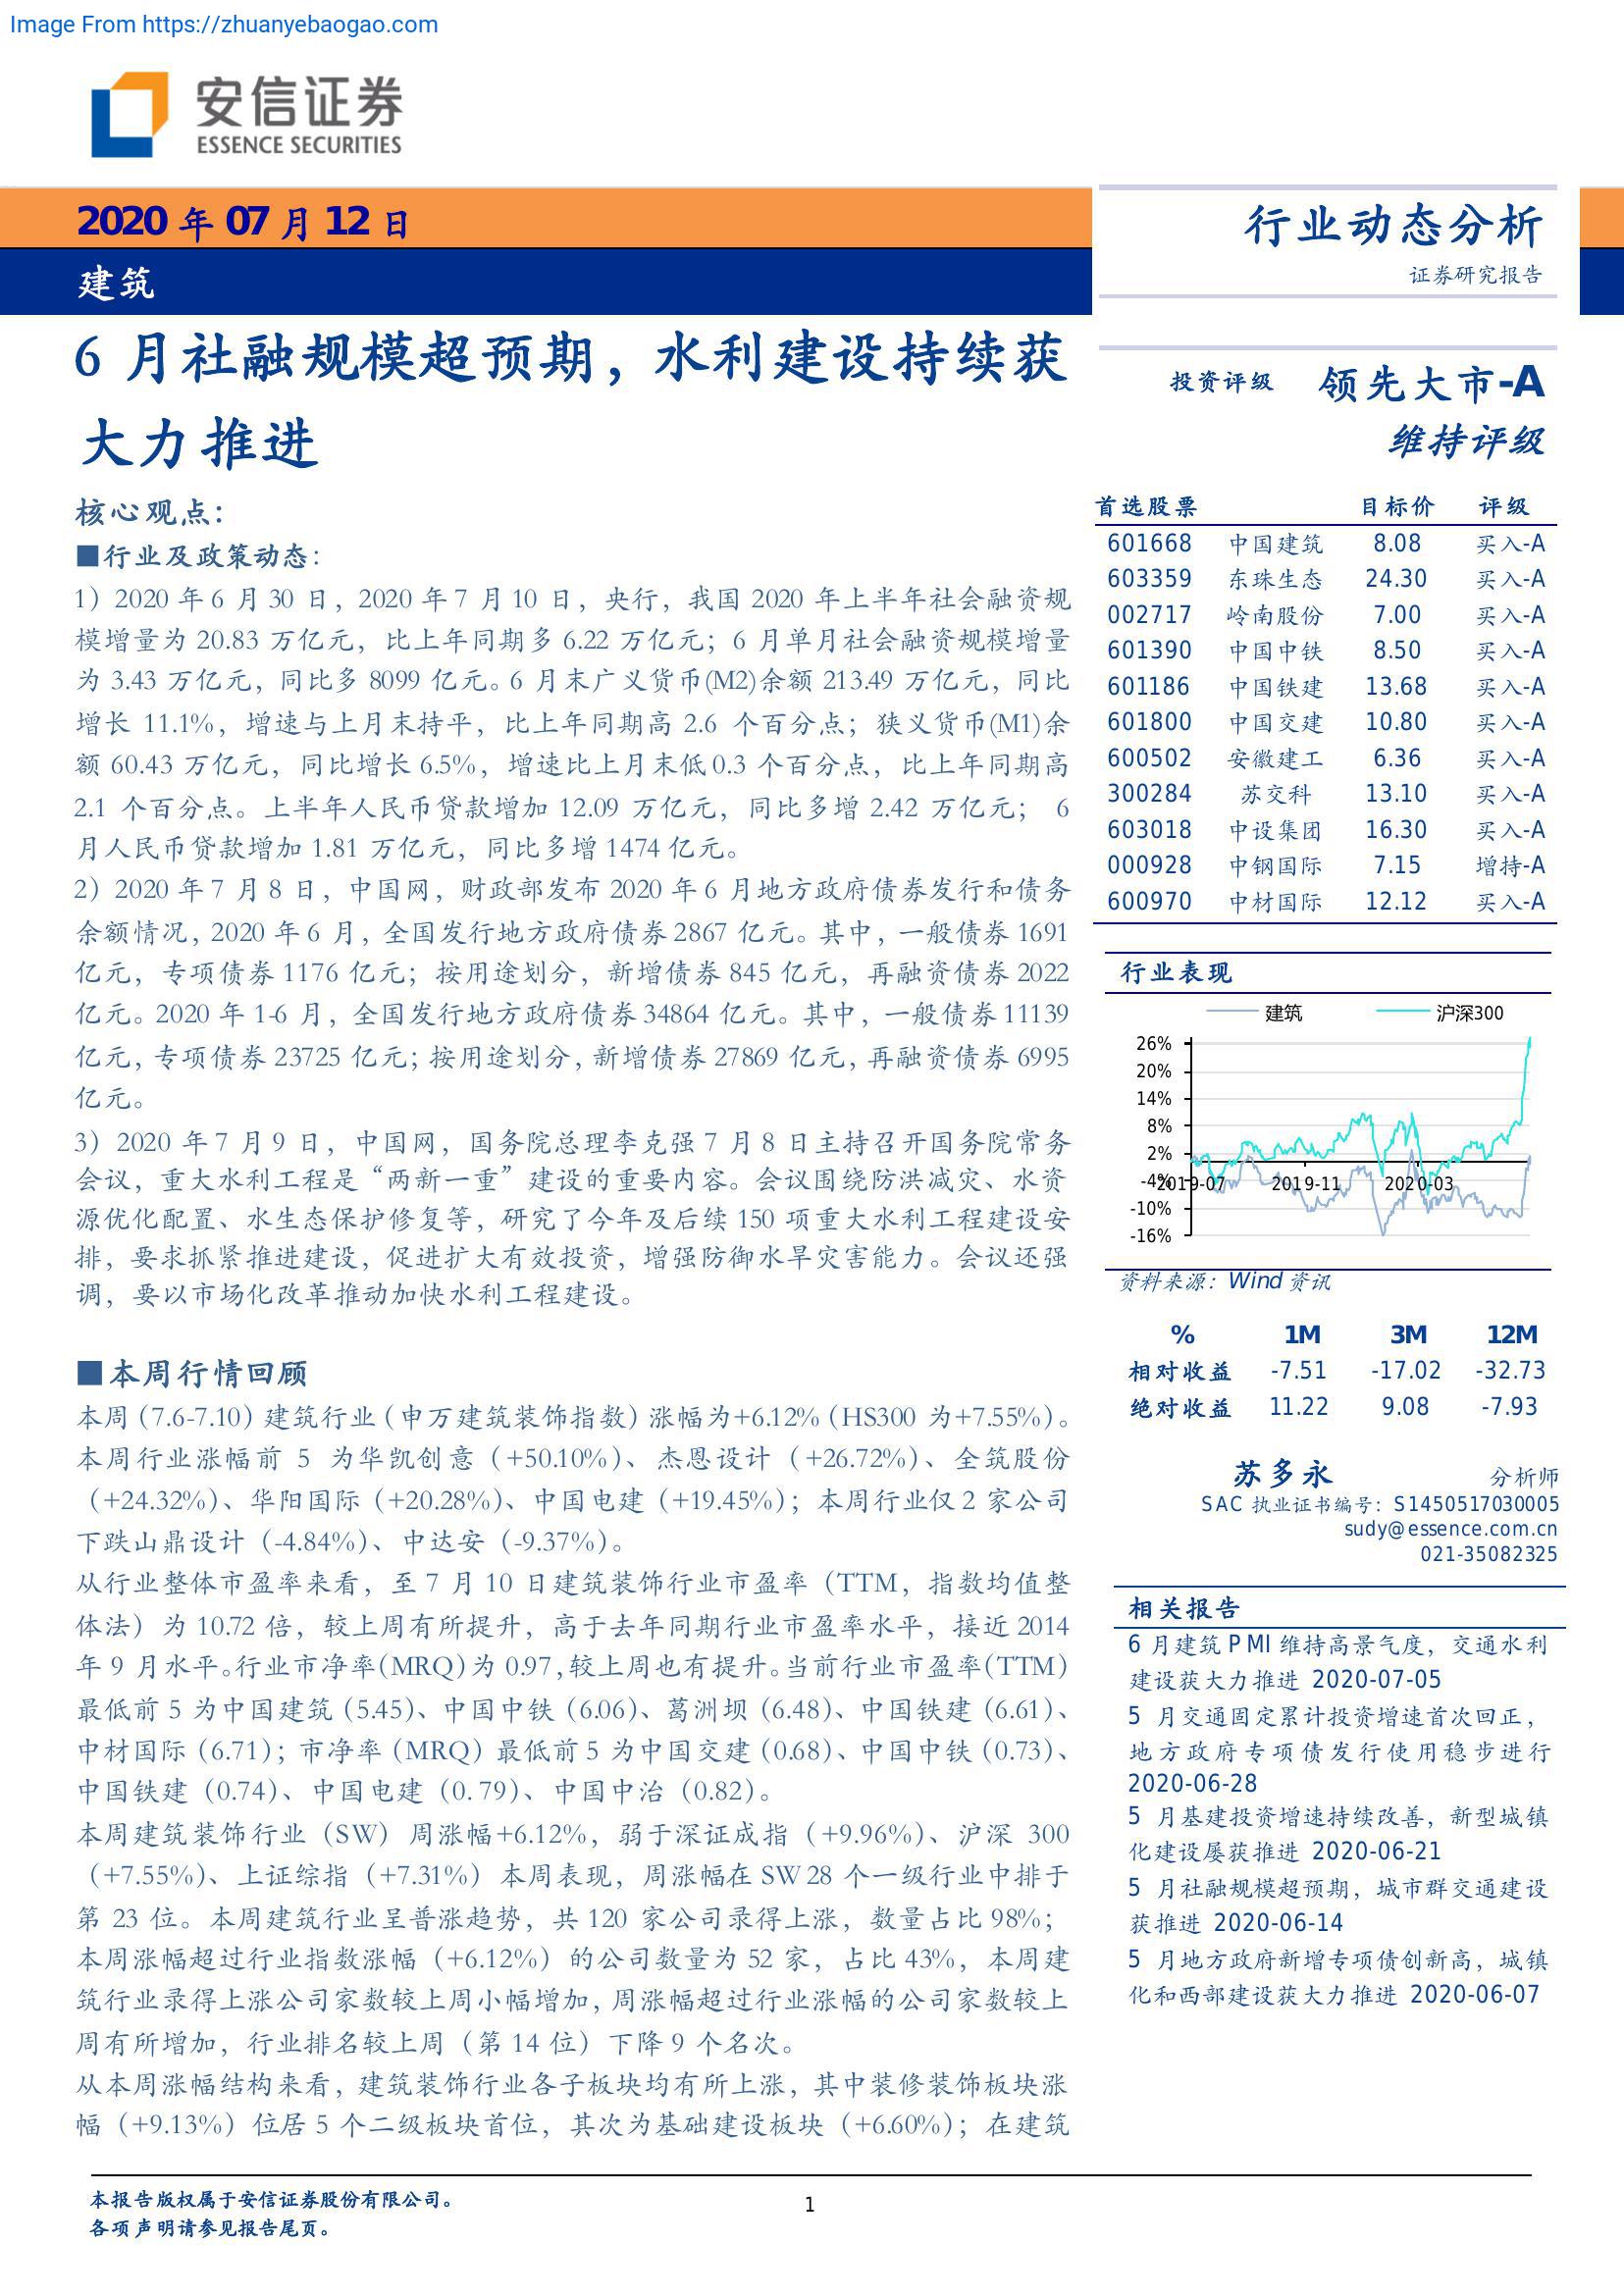 Image From https://zhuanyebaogao.com
安信证券
ESSENCE SECURITIES
2020 年 07 月 12 日
建筑
行业动态分析
证券研究报告
6 月社融规模超预期，水利建设持续获
大力推进
核心观点：
■行业及政策动态：
1）2020 年 6 月 30 日，2020 年 7 月 10 日，央行，我国 2020 年上半年社会融资规
模增量为 20.83 万亿元，比上年同期多 6.22 万亿元；6 月单月社会融资规模增量
为 3.43 万亿元，同比多 8099 亿元。6 月末广义货币(M2)余额 213.49 万亿元，同比
增长 11.1%，增速与上月末持平，比上年同期高 2.6 个百分点；狭义货币(M1)余
额 60.43 万亿元，同比增长 6.5%，增速比上月末低 0.3 个百分点，比上年同期高
2.1 个百分点。上半年人民币贷款增加 12.09 万亿元，同比多增 2.42 万亿元； 6
月人民币贷款增加 1.81 万亿元，同比多增 1474 亿元。
2）2020 年 7 月 8 日，中国网，财政部发布 2020 年 6 月地方政府债券发行和债务
余额情况，2020 年 6 月，全国发行地方政府债券 2867 亿元。其中，一般债券 1691
亿元，专项债券 1176 亿元；按用途划分，新增债券 845 亿元，再融资债券 2022
亿元。2020 年 1-6 月，全国发行地方政府债券 34864 亿元。其中，一般债券 11139
亿元，专项债券 23725 亿元；按用途划分，新增债券 27869 亿元，再融资债券 6995
亿元。
3）2020 年 7 月 9 日，中国网，国务院总理李克强 7 月 8 日主持召开国务院常务
会议，重大水利工程是“两新一重”建设的重要内容。会议围绕防洪减灾、水资
源优化配置、水生态保护修复等，研究了今年及后续 150 项重大水利工程建设安
排，要求抓紧推进建设，促进扩大有效投资，增强防御水旱灾害能力。会议还强
调，要以市场化改革推动加快水利工程建设。
■本周行情回顾
本周（7.6-7.10）建筑行业（申万建筑装饰指数）涨幅为+6.12%（HS300 为+7.55%）。
本周行业涨幅前 5 为华凯创意（+50.10%）、杰恩设计（+26.72%）、全筑股份
（+24.32%）、华阳国际（+20.28%）、中国电建（+19.45%）；本周行业仅 2 家公司
下跌山鼎设计（-4.84%）、中达安（-9.37%）。
从行业整体市盈率来看，至 7 月 10 日建筑装饰行业市盈率（TTM，指数均值整
体法）为 10.72 倍，较上周有所提升，高于去年同期行业市盈率水平，接近 2014
年 9 月水平。行业市净率(MRQ)为 0.97，较上周也有提升。当前行业市盈率(TTM)
最低前 5 为中国建筑（5.45）、中国中铁（6.06）、葛洲坝（6.48）、中国铁建（6.61）、
中材国际（6.71）；市净率（MRQ）最低前 5 为中国交建（0.68）、中国中铁（0.73）、
中国铁建（0.74）、中国电建（0. 79）、中国中冶（0.82）。
本周建筑装饰行业（SW）周涨幅+6.12%，弱于深证成指（+9.96%）、沪深 300
（+7.55%）、上证综指（+7.31%）本周表现，周涨幅在 SW 28 个一级行业中排于
第 23 位。本周建筑行业呈普涨趋势，共 120 家公司录得上涨，数量占比 98%；
本周涨幅超过行业指数涨幅（+6.12%）的公司数量为 52 家，占比 43%，本周建
筑行业录得上涨公司家数较上周小幅增加，周涨幅超过行业涨幅的公司家数较上
周有所增加，行业排名较上周（第 14 位）下降 9 个名次。
从本周涨幅结构来看，建筑装饰行业各子板块均有所上涨，其中装修装饰板块涨
幅（+9.13%）位居 5 个二级板块首位，其次为基础建设板块（+6.60%）；在建筑
投资评级 领先大市-A
维持评级
首选股票 目标价 评级
601668 中国建筑 8.08 买入-A
603359 东珠生态 24.30 买入-A
002717 岭南股份 7.00 买入-A
601390 中国中铁 8.50 买入-A
601186 中国铁建 13.68 买入-A
601800 中国交建 10.80 买入-A
600502 安徽建工 6.36 买入-A
300284 苏交科 13.10 买入-A
603018 中设集团 16.30 买入-A
000928 中钢国际 7.15 增持-A
600970 中材国际 12.12 买入-A
行业表现
建筑 沪深300
26%
20%
14%
8%
2%
-4%
-10%
-16%
2019-07 2019-11 2020-03
资料来源：Wind 资讯
% 1M 3M 12M
相对收益 -7.51 -17.02 -32.73
绝对收益 11.22 9.08 -7.93
苏多永 分析师
SAC 执业证书编号：S1450517030005
sudy@essence.com.cn
021-35082325
相关报告
6 月建筑 PMI 维持高景气度，交通水利
建设获大力推进 2020-07-05
5 月交通固定累计投资增速首次回正，
地方政府专项债发行使用稳步进行
2020-06-28
5 月基建投资增速持续改善，新型城镇
化建设屡获推进 2020-06-21
5 月社融规模超预期，城市群交通建设
获推进 2020-06-14
5 月地方政府新增专项债创新高，城镇
化和西部建设获大力推进 2020-06-07
本报告版权属于安信证券股份有限公司。
各项声明请参见报告尾页。
1